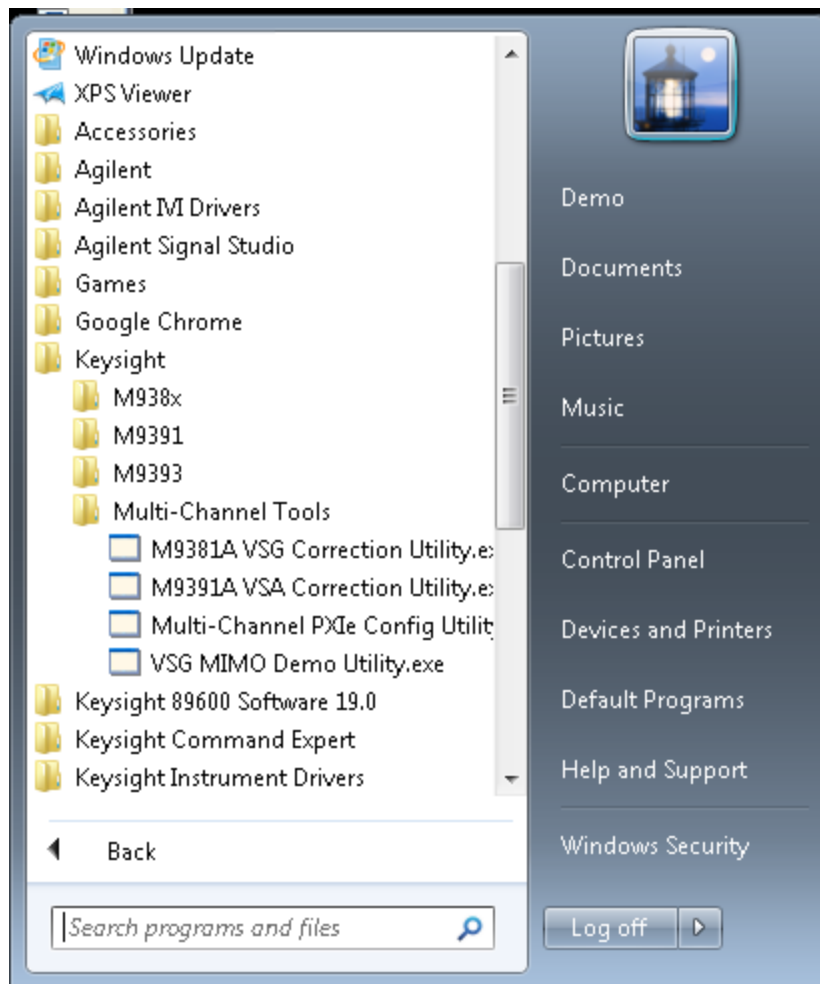 Windows Update
XPS Viewer
Accessories
Agilent
Agilent IVI Drivers
Agilent Signal Studio
Games
Google Chrome
Keysight
M938x
M9391
M9393
Multi-Channel Tools
M9381A VSG Correction Utility.ex
M9391A VSA Correction Utility.ex
Multi-Channel PXIe Config Utilit
VSG MIMO Demo Utility.exe
Keysight 89600 Software 19.0
Keysight Command Expert
Keysight Instrument Drivers
Back
Search programs and files
Demo
Documents
Pictures
Music
Computer
Control Panel
Devices and Printers
Default Programs
Help and Support
Windows Security
Log off